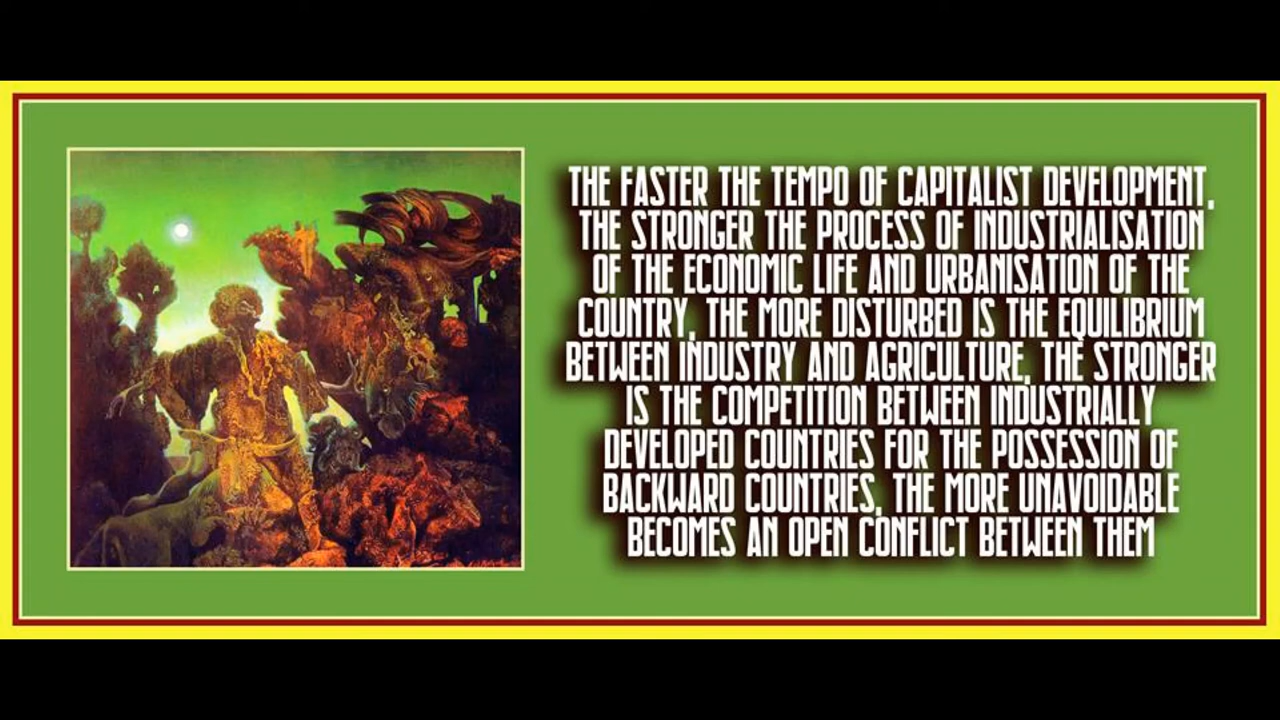 THE FASTER THE TEMPO OF CAPITALIST DEVELOPMENT,
THE STRONGER THE PROCESS OF INDUSTRIALISATION
OF THE ECONOMIC LIFE AND URBANISATION OF THE
COUNTRY, THE MORE DISTURBED IS THE EQUILIBRIUM
BETWEEN INDUSTRY AND AGRICULTURE, THE STRONGER
IS THE COMPETITION BETWEEN INDUSTRIALLY
DEVELOPED COUNTRIES FOR THE POSSESSION OF
BACKWARD COUNTRIES, THE MORE UNAVOIDABLE
BECOMES AN OPEN CONFLICT BETWEEN THEM